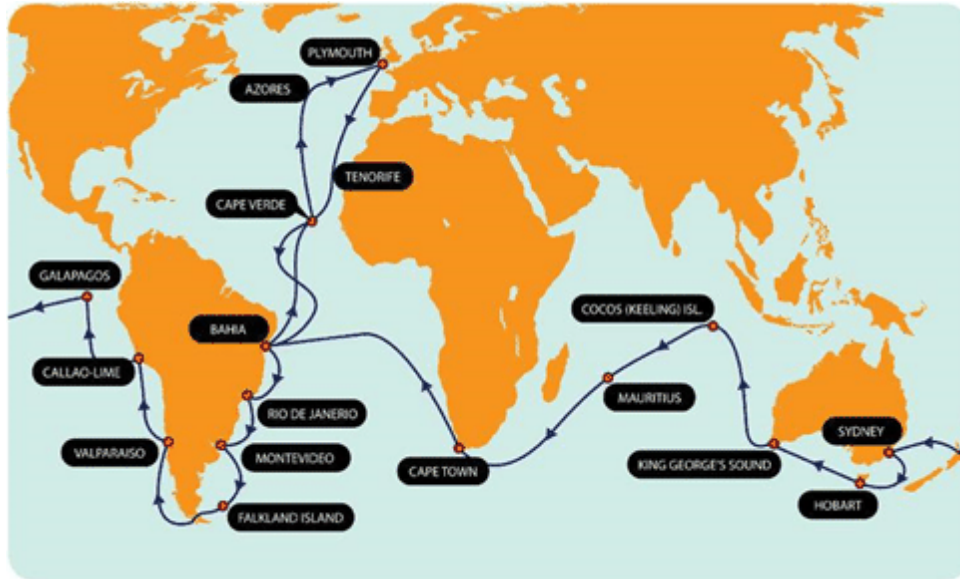 PLYMOUTH
AZORES
TENORIFE
CAPE VERDE
GALAPAGOS
COCOS (KEELING) ISL.
BAHIA
CALLAO-LIME
MAURITIUS
RIO DE JANERIO
SYDNEY
VALPARAISO
MONTEVIDEO
CAPE TOWN
KING GEORGE'S SOUND
HOBART
FALKLAND ISLAND